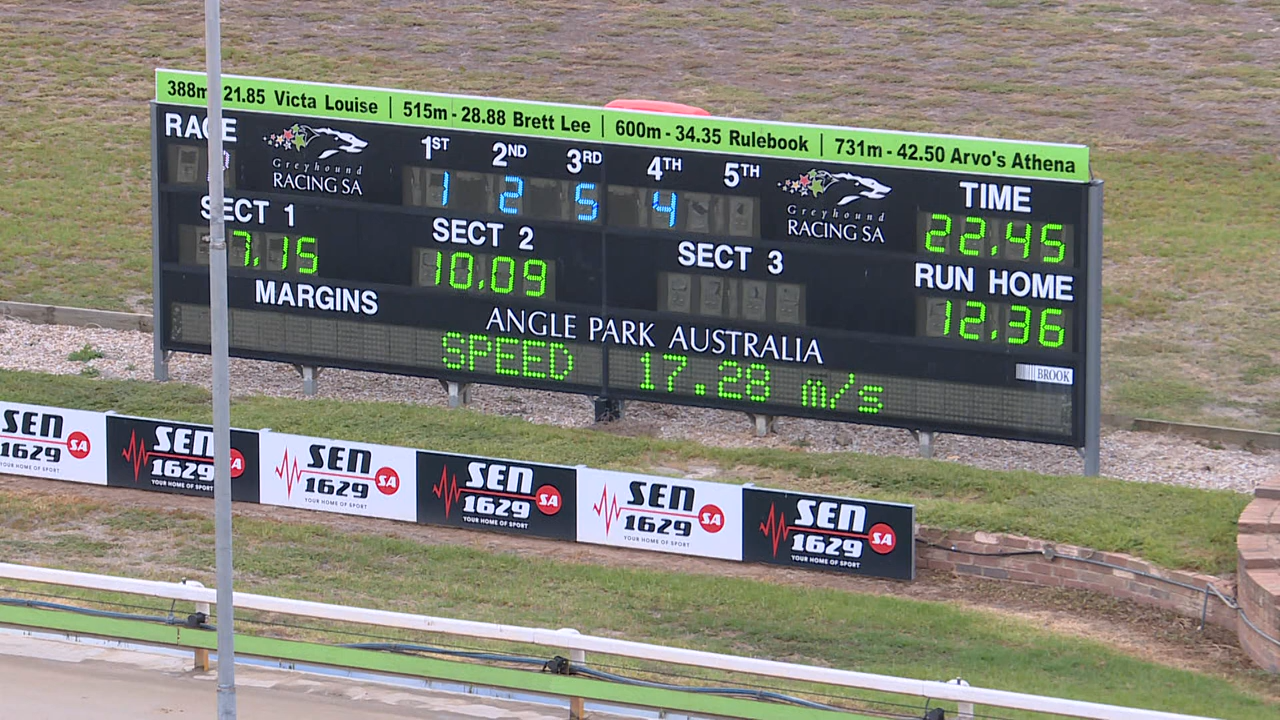 388m 21.85 Victa Louise | 515m - 28.88 Brett Lee | 600m - 34.35 Rulebook | 731m - 42.50 Arvo's Athena
RACE
Greyhound
RACING SA
1ST 2ND 3RD 4TH 5TH
1 2 5 4
Greyhound
RACING SA
TIME
22.45
SECT 1
7.15
SECT 2
10.09
SECT 3
RUN HOME
12.36
MARGINS
ANGLE PARK AUSTRALIA
SPEED 17.28 m/s
BROOK
SEN
1629
SA
YOUR HOME OF SPORT
SEN
1629
SA
YOUR HOME OF SPORT
SEN
1629
SA
YOUR HOME OF SPORT
SEN
1629
SA
YOUR HOME OF SPORT
SEN
1629
SA
YOUR HOME OF SPORT
SEN
1629
SA
YOUR HOME OF SPORT